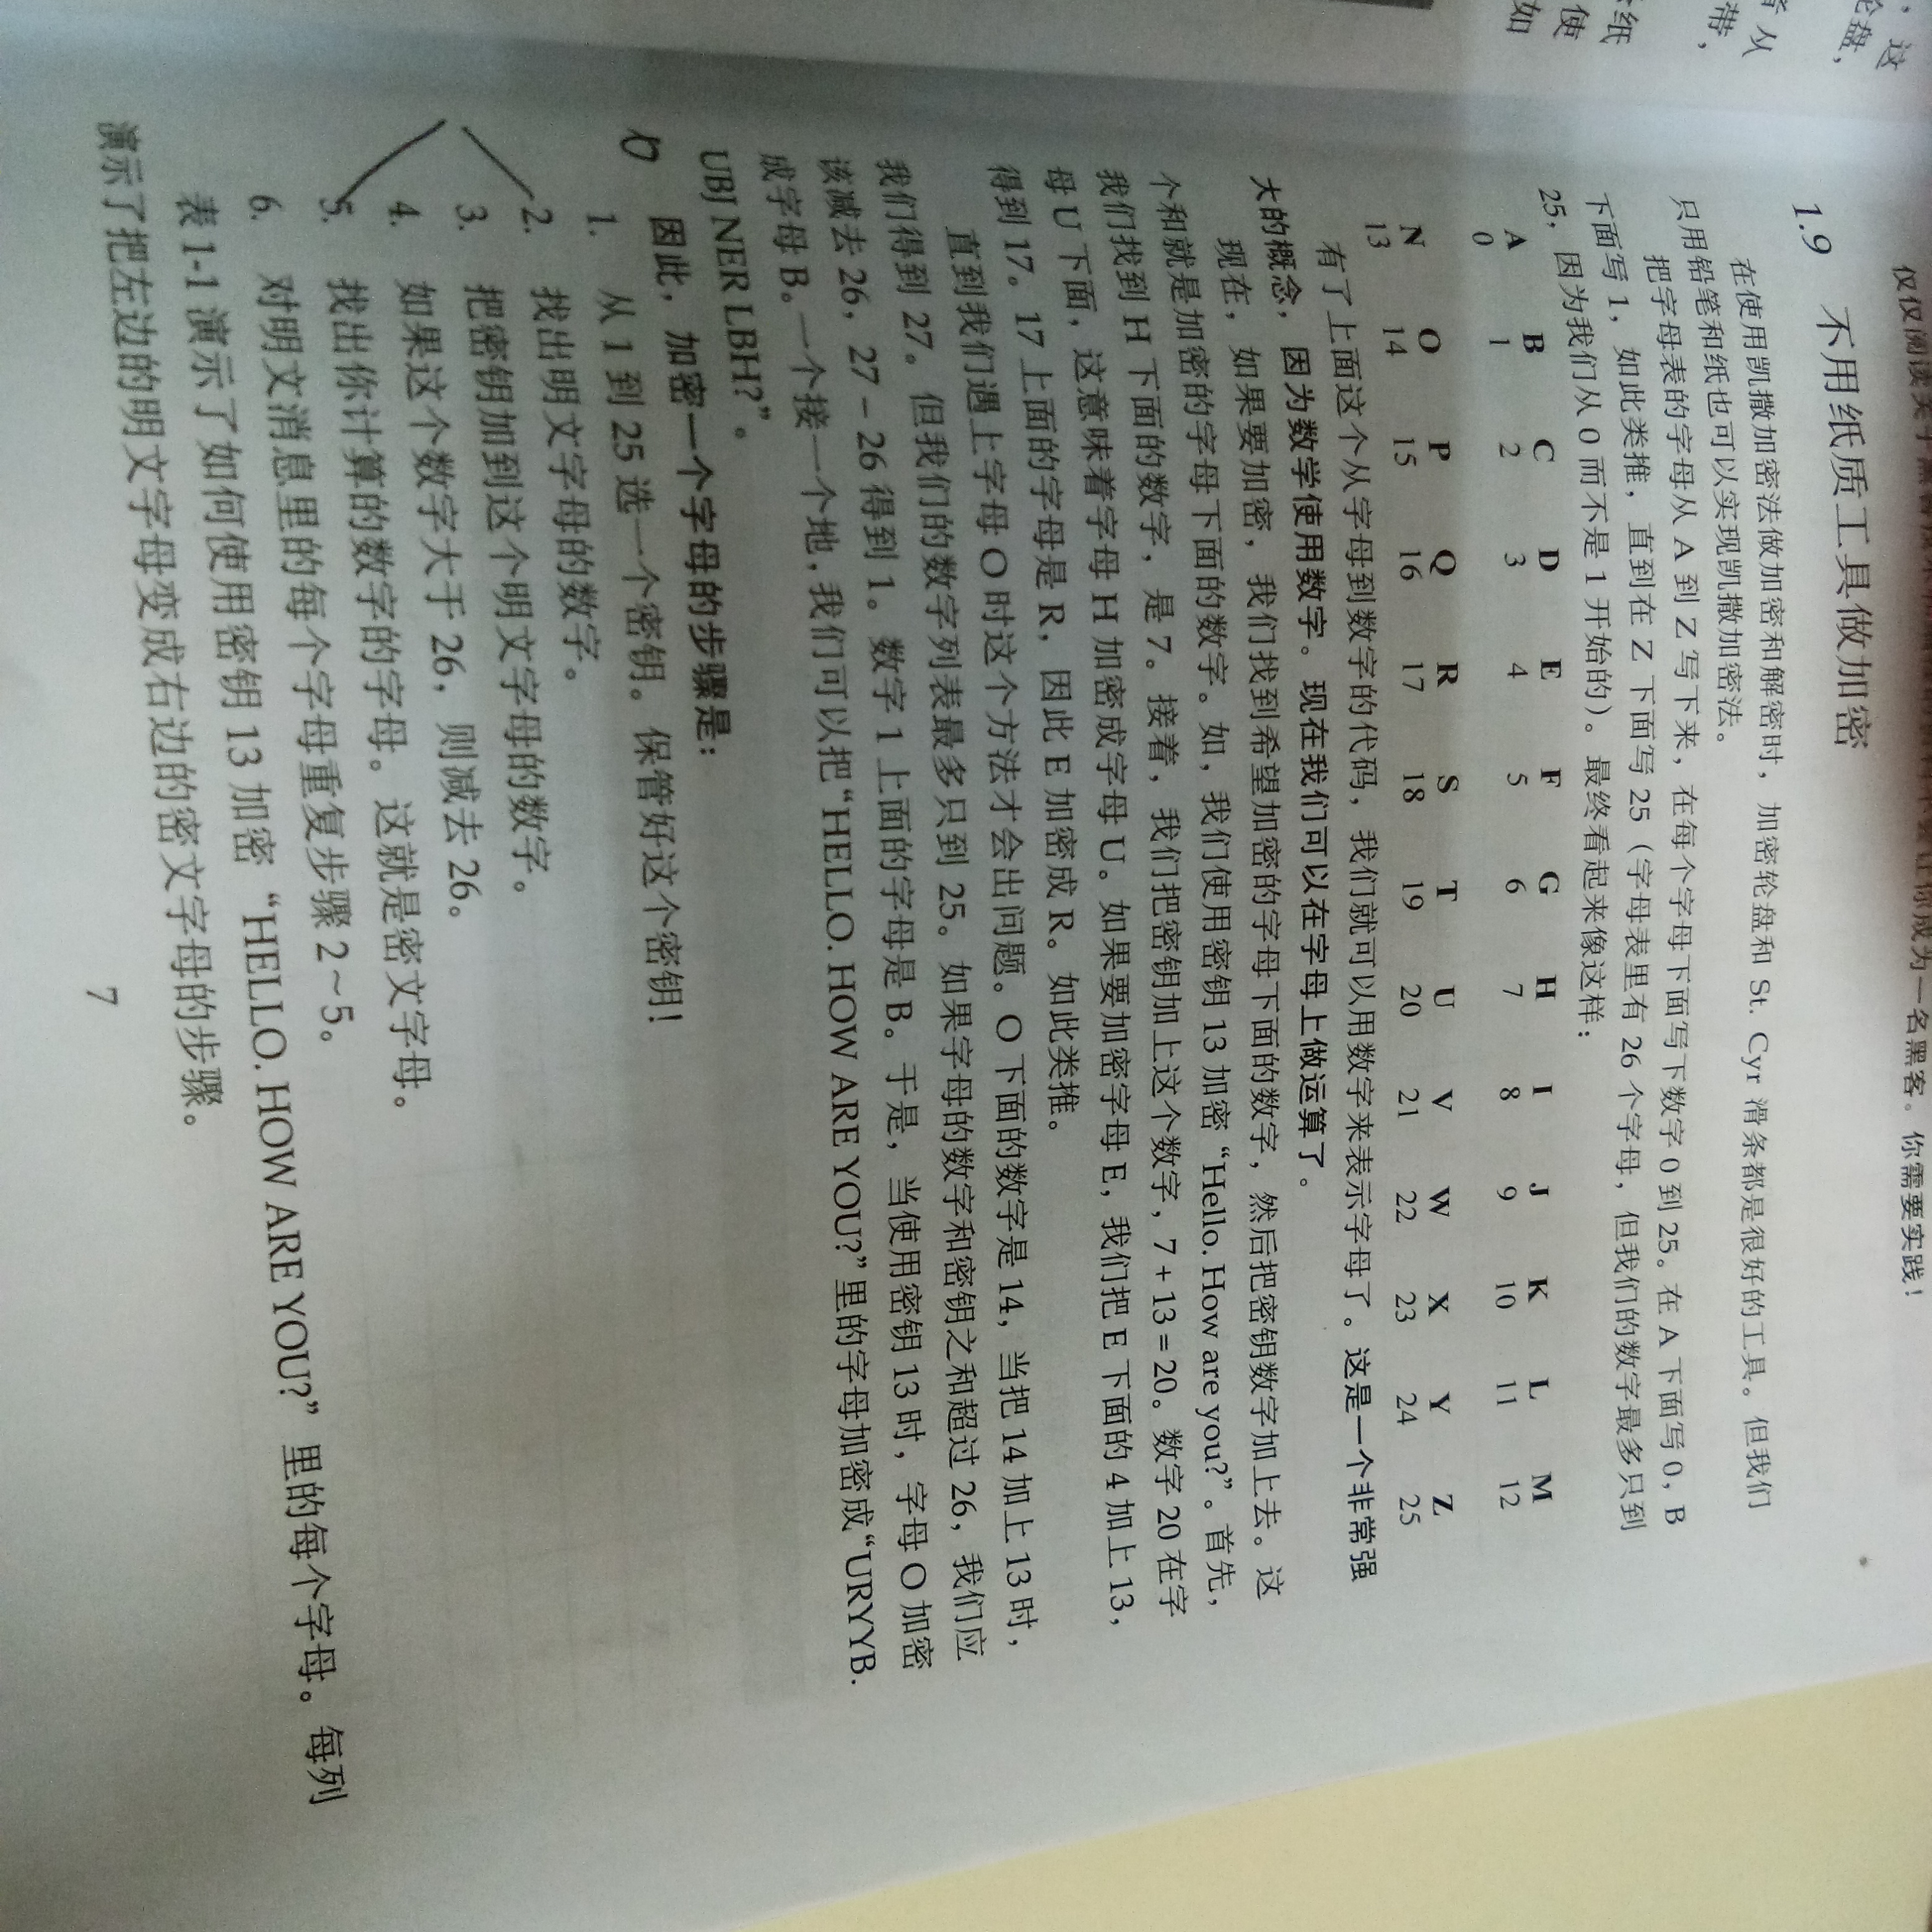 ，这
轮盘，
者 从
带，
纸
使
如
仅仅阅读关于黑客技术和编程的资料不会让你成为一名黑客。你需要实践！
1.9 不用纸质工具做加密
在使用凯撒加密法做加密和解密时，加密轮盘和 St. Cyr 滑条都是很好的工具。但我们
只用铅笔和纸也可以实现凯撒加密法。
把字母表的字母从 A 到 Z 写下来，在每个字母下面写下数字 0 到 25。在 A 下面写 0，B
下面写 1，如此类推，直到在 Z 下面写 25（字母表里有 26 个字母，但我们的数字最多只到
25，因为我们从 0 而不是 1 开始的）。最终看起来像这样：
A B C D E F G H I J K L M
0 1 2 3 4 5 6 7 8 9 10 11 12
N O P Q R S T U V W X Y Z
13 14 15 16 17 18 19 20 21 22 23 24 25
有了上面这个从字母到数字的代码，我们就可以用数字来表示字母了。这是一个非常强
大的概念，因为数学使用数字。现在我们可以在字母上做运算了。
现在，如果要加密，我们找到希望加密的字母下面的数字，然后把密钥数字加上去。这
个和就是加密的字母下面的数字。如，我们使用密钥 13 加密“Hello. How are you?”。首先，
我们找到 H 下面的数字，是 7。接着，我们把密钥加上这个数字，7 + 13 = 20。数字 20 在字
母 U 下面，这意味着字母 H 加密成字母 U。如果要加密字母 E，我们把 E 下面的 4 加上 13，
得到 17。17 上面的字母是 R，因此 E 加密成 R。如此类推。
直到我们遇上字母 O 时这个方法才会出问题。O 下面的数字是 14，当把 14 加上 13 时，
我们得到 27。但我们的数字列表最多只到 25。如果字母的数字和密钥之和超过 26，我们应
该减去 26，27 – 26 得到 1。数字 1 上面的字母是 B。于是，当使用密钥 13 时，字母 O 加密
成字母 B。一个接一个地，我们可以把“HELLO. HOW ARE YOU?”里的字母加密成“URYYB.
UBJ NER LBH?”。
因此，加密一个字母的步骤是：
1. 从 1 到 25 选一个密钥。保管好这个密钥！
2. 找出明文字母的数字。
3. 把密钥加到这个明文字母的数字。
4. 如果这个数字大于 26，则减去 26。
5. 找出你计算的数字的字母。这就是密文字母。
6. 对明文消息里的每个字母重复步骤 2～5。
表 1-1 演示了如何使用密钥 13 加密“HELLO. HOW ARE YOU?”里的每个字母。每列
演示了把左边的明文字母变成右边的密文字母的步骤。
7